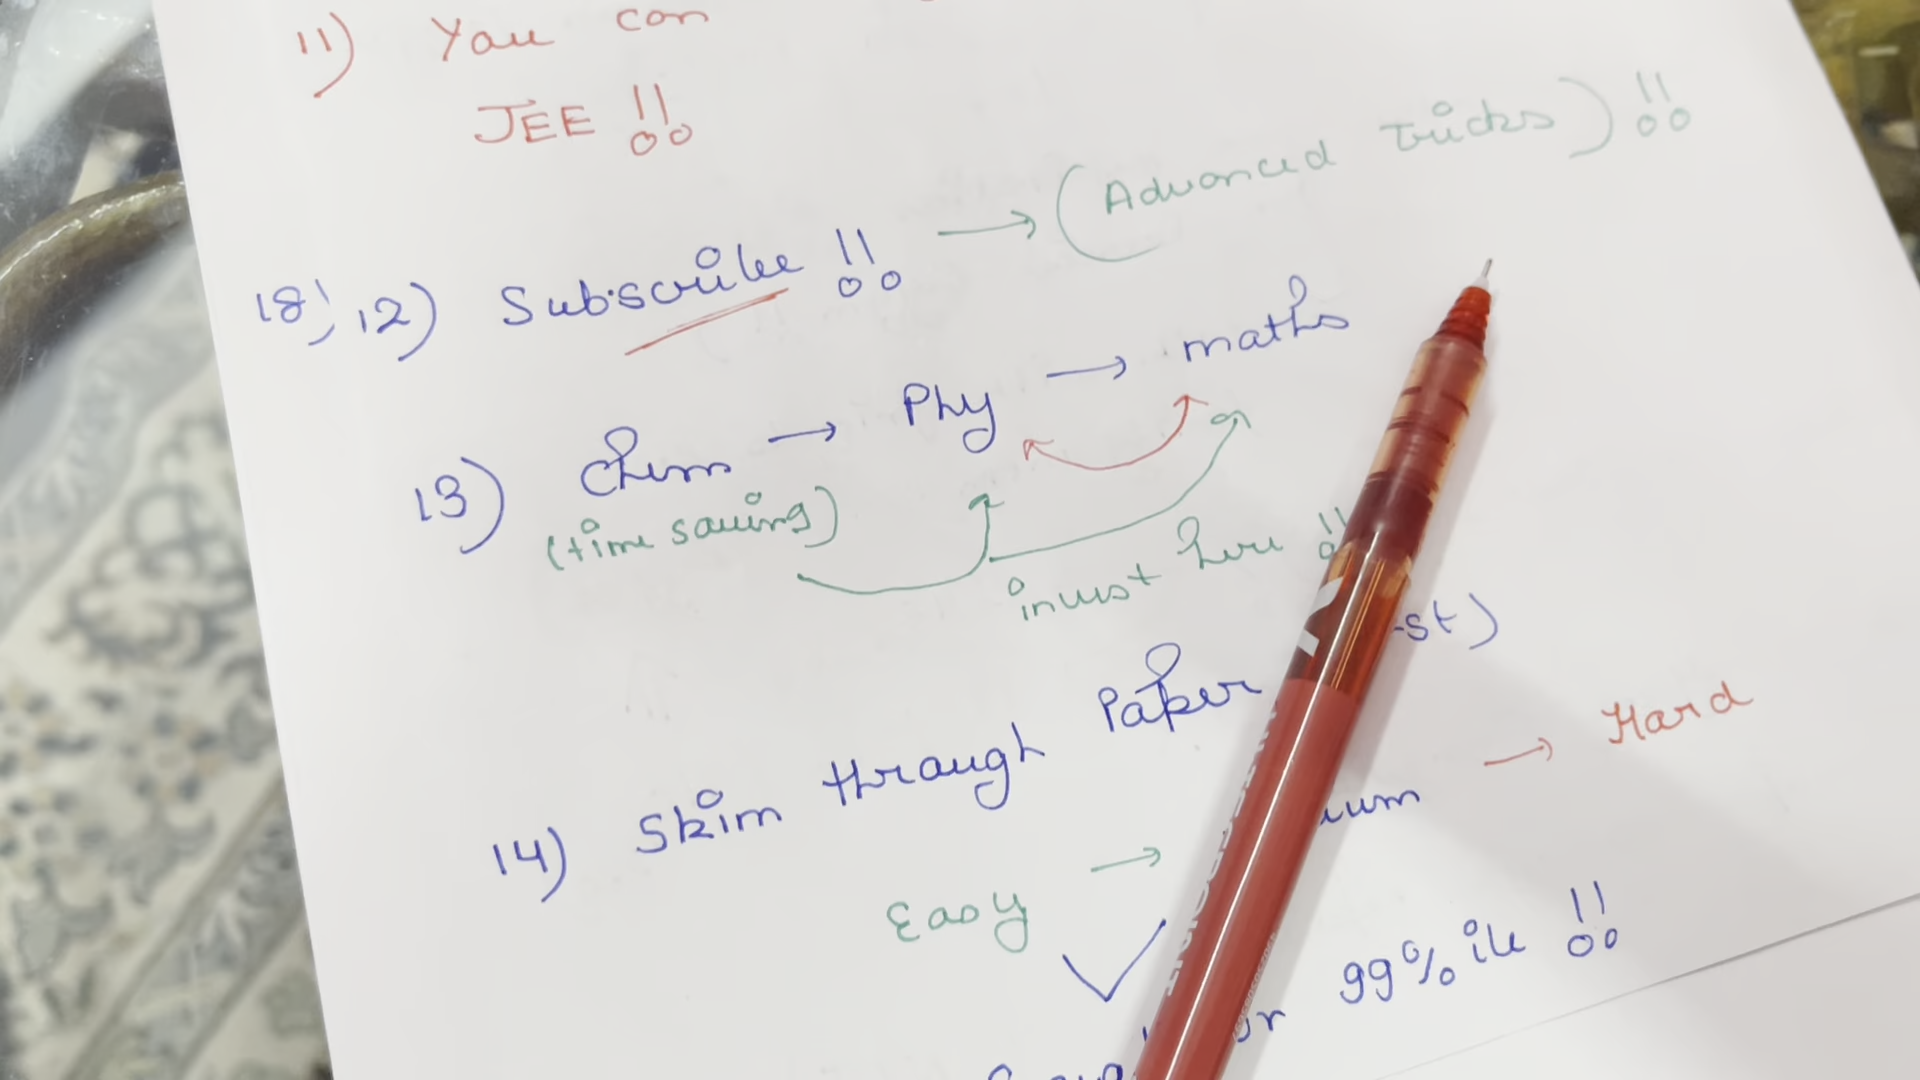 11) You can
JEE !!
18), 12) Subscribe !! → (Advanced Tricks) !!
13) Chem → Phy → maths
(time saving)
invest here !!
14) Skim through Paper
Easy → → Hard
99%ile !!